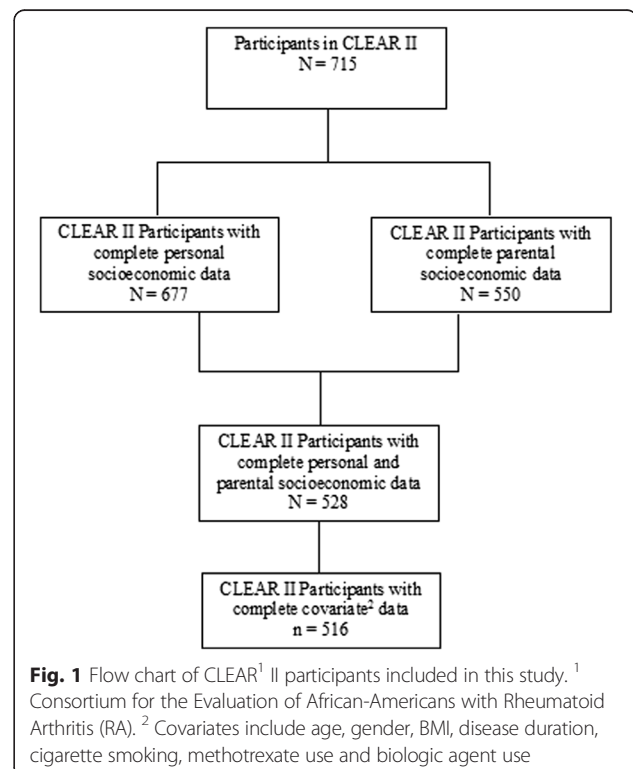 Participants in CLEAR II
N = 715
CLEAR II Participants with
complete personal
socioeconomic data
N = 677
CLEAR II Participants with
complete parental
socioeconomic data
N = 550
CLEAR II Participants with
complete personal and
parental socioeconomic data
N = 528
CLEAR II Participants with
complete covariate² data
n = 516
Fig. 1 Flow chart of CLEAR¹ II participants included in this study. ¹
Consortium for the Evaluation of African-Americans with Rheumatoid
Arthritis (RA). ² Covariates include age, gender, BMI, disease duration,
cigarette smoking, methotrexate use and biologic agent use